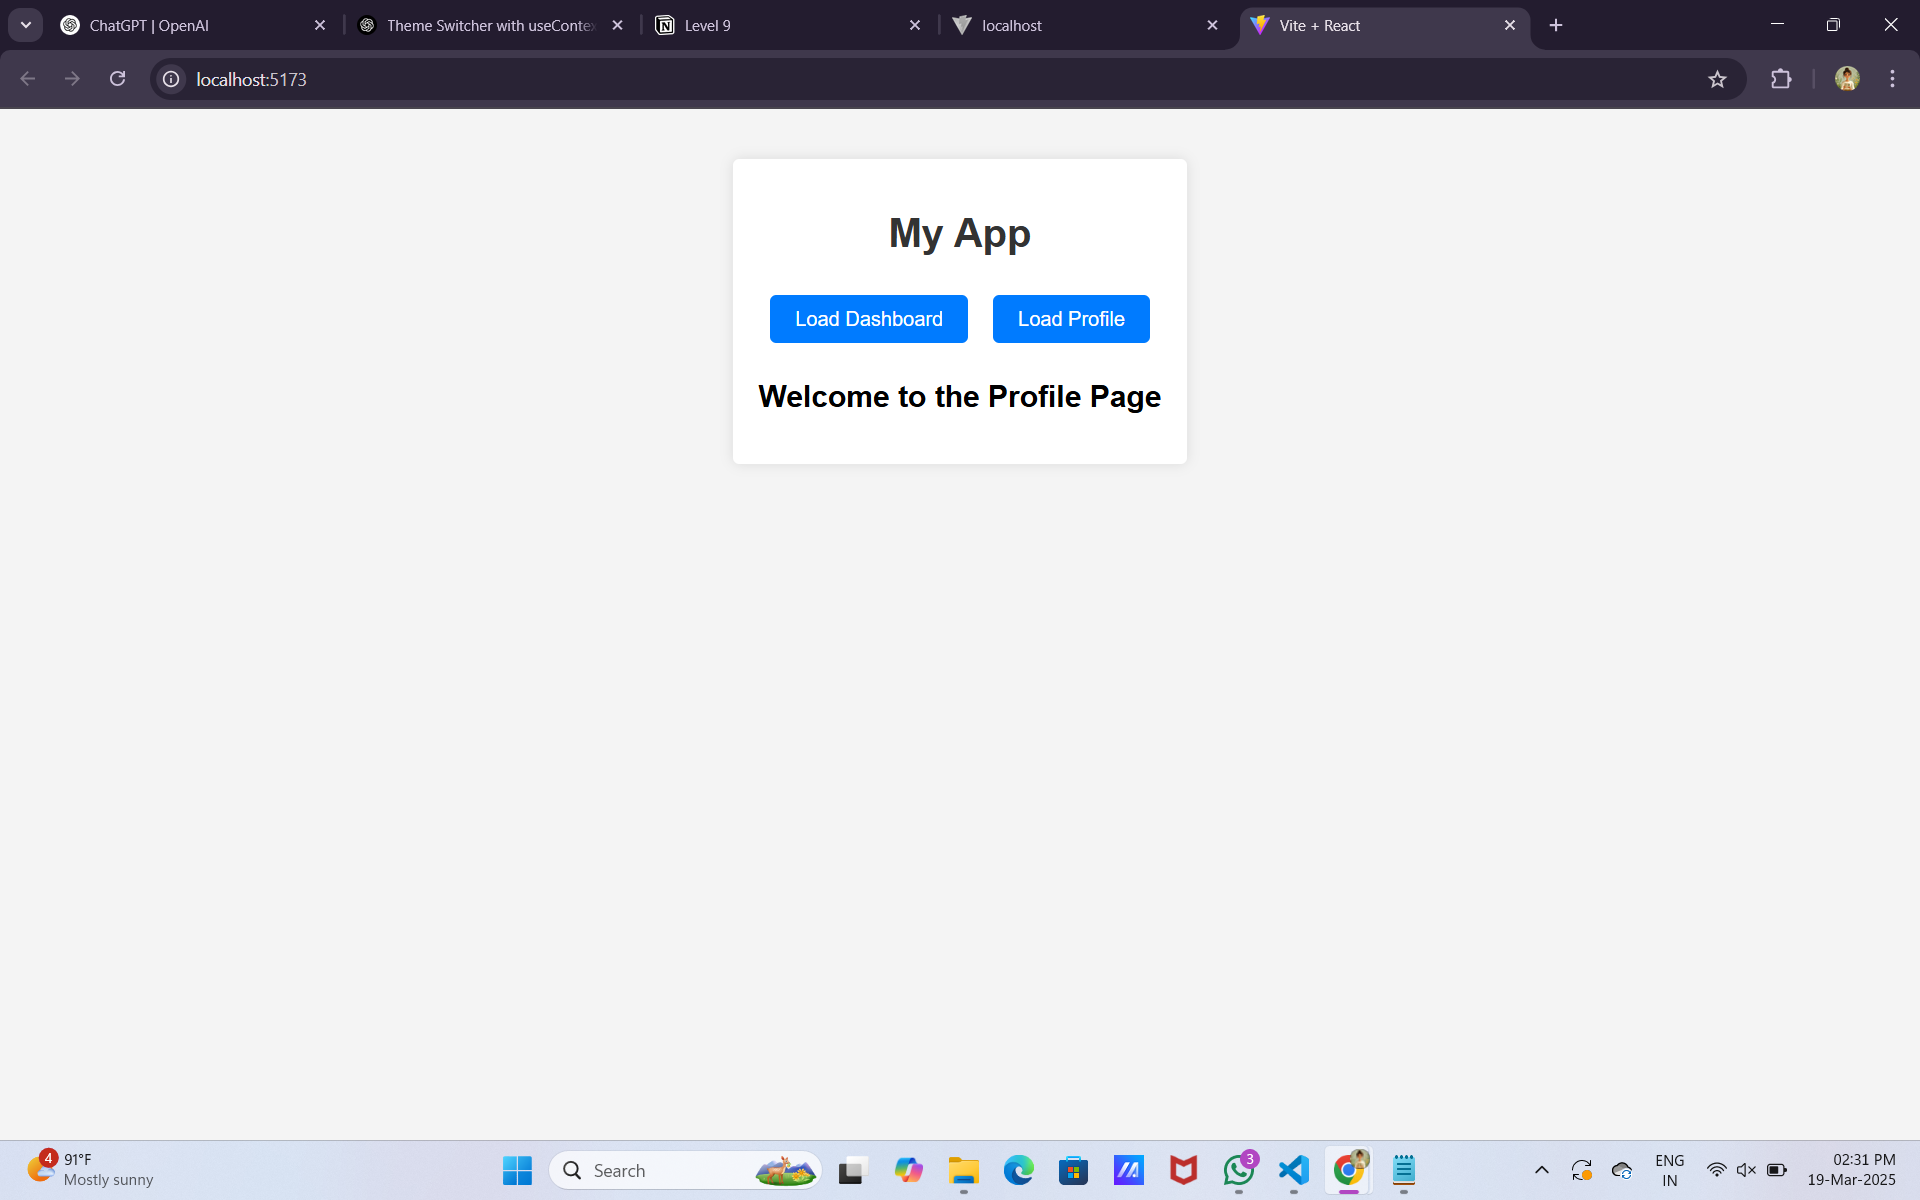 ChatGPT | OpenAI
Theme Switcher with useContex
Level 9
localhost
Vite + React
localhost:5173
My App
Load Dashboard
Load Profile
Welcome to the Profile Page
4
91°F
Mostly sunny
Search
3
ENG
IN
02:31 PM
19-Mar-2025